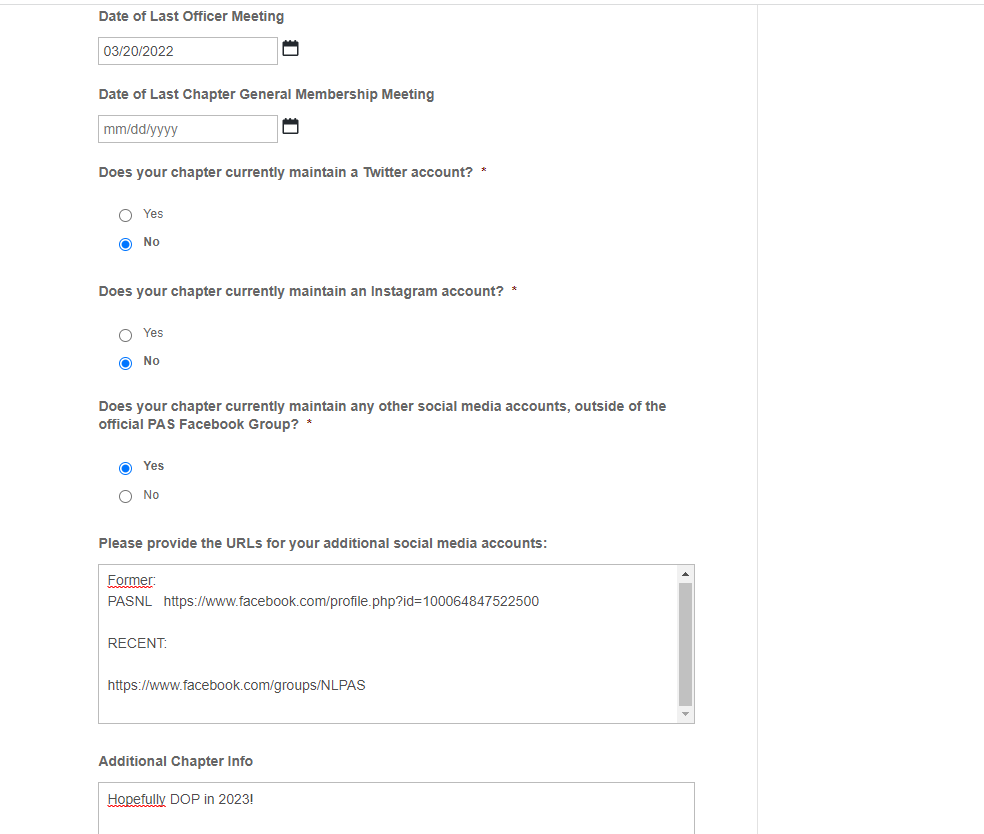 Date of Last Officer Meeting
03/20/2022
Date of Last Chapter General Membership Meeting
mm/dd/yyyy
Does your chapter currently maintain a Twitter account? *
Yes
No
Does your chapter currently maintain an Instagram account? *
Yes
No
Does your chapter currently maintain any other social media accounts, outside of the
official PAS Facebook Group? *
Yes
No
Please provide the URLs for your additional social media accounts:
Former:
PASNL https://www.facebook.com/profile.php?id=100064847522500
RECENT:
https://www.facebook.com/groups/NLPAS
Additional Chapter Info
Hopefully DOP in 2023!